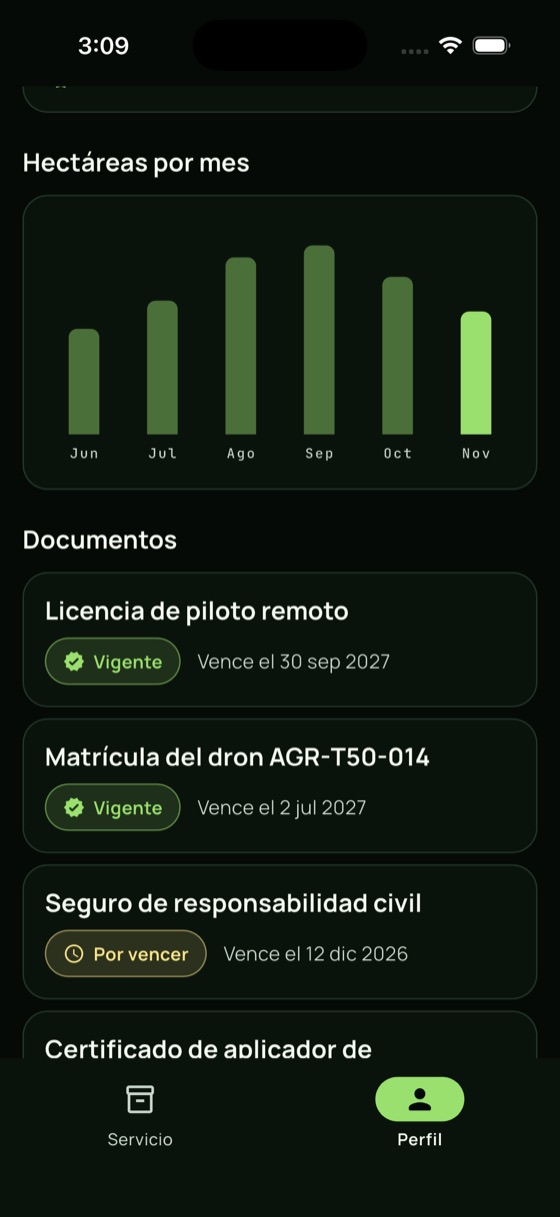 3:09
Hectáreas por mes
Jun Jul Ago Sep Oct Nov
Documentos
Licencia de piloto remoto
Vigente Vence el 30 sep 2027
Matrícula del dron AGR-T50-014
Vigente Vence el 2 jul 2027
Seguro de responsabilidad civil
Por vencer Vence el 12 dic 2026
Certificado de aplicador de
Servicio Perfil